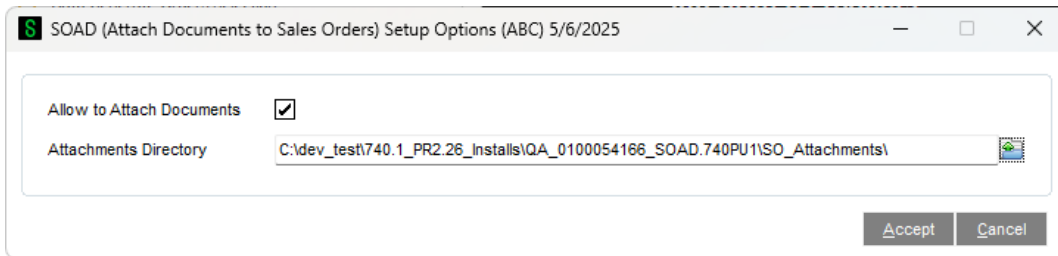 SOAD (Attach Documents to Sales Orders) Setup Options (ABC) 5/6/2025
Allow to Attach Documents
Attachments Directory C:\dev_test\740.1_PR2.26_Installs\QA_0100054166_SOAD.740PU1\SO_Attachments\
Accept Cancel